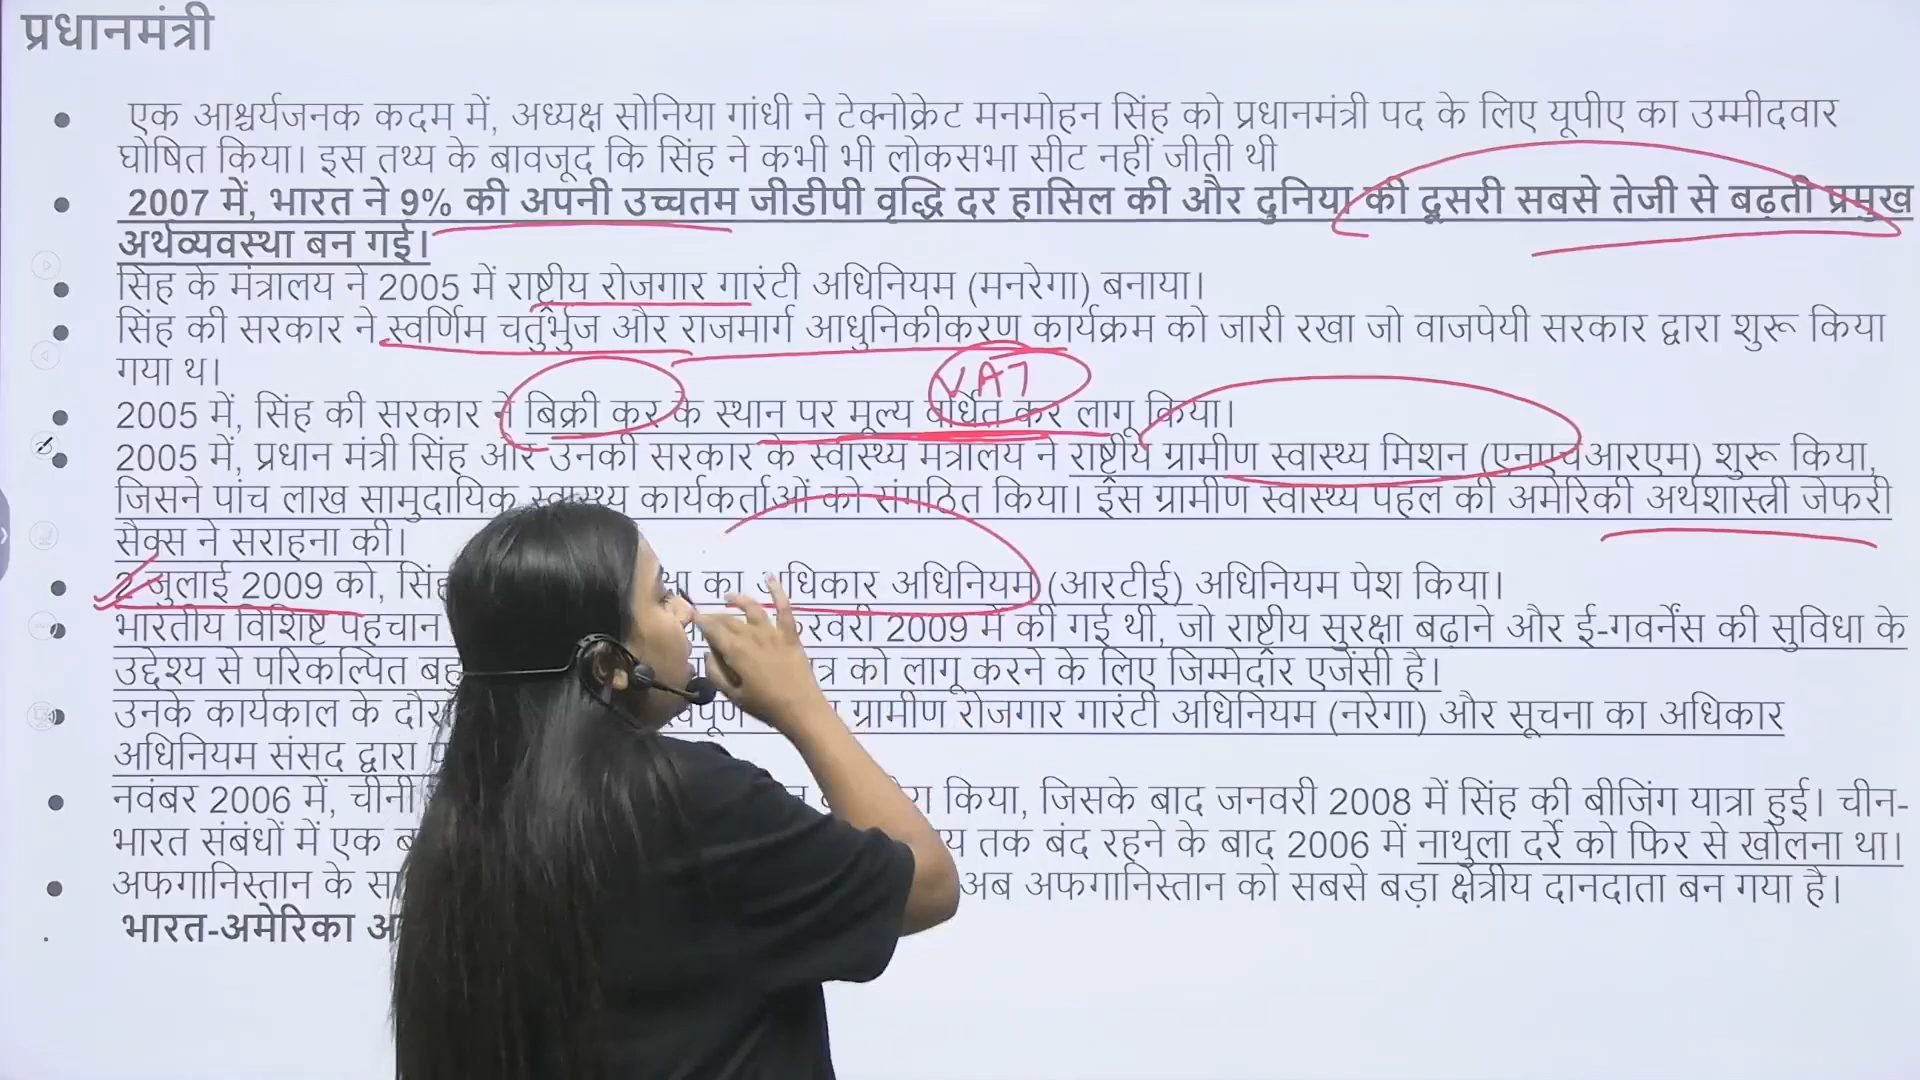 प्रधानमंत्री
एक आश्चर्यजनक कदम में, अध्यक्ष सोनिया गांधी ने टेक्नोक्रेट मनमोहन सिंह को प्रधानमंत्री पद के लिए यूपीए का उम्मीदवार
घोषित किया। इस तथ्य के बावजूद कि सिंह ने कभी भी लोकसभा सीट नहीं जीती थी
2007 में, भारत ने 9% की अपनी उच्चतम जीडीपी वृद्धि दर हासिल की और दुनिया की दूसरी सबसे तेजी से बढ़ती प्रमुख
अर्थव्यवस्था बन गई।
सिंह के मंत्रालय ने 2005 में राष्ट्रीय रोजगार गारंटी अधिनियम (मनरेगा) बनाया।
सिंह की सरकार ने स्वर्णिम चतुर्भुज और राजमार्ग आधुनिकीकरण कार्यक्रम को जारी रखा जो वाजपेयी सरकार द्वारा शुरू किया
गया थ।
VAT
2005 में, सिंह की सरकार ने बिक्री कर के स्थान पर मूल्य वर्धित कर लागू किया।
2005 में, प्रधान मंत्री सिंह और उनकी सरकार के स्वास्थ्य मंत्रालय ने राष्ट्रीय ग्रामीण स्वास्थ्य मिशन (एनएचआरएम) शुरू किया,
जिसने पांच लाख सामुदायिक स्वास्थ्य कार्यकर्ताओं को संगठित किया। इस ग्रामीण स्वास्थ्य पहल की अमेरिकी अर्थशास्त्री जेफरी
सैक्स ने सराहना की।
2 जुलाई 2009 को, सिंह का अधिकार अधिनियम (आरटीई) अधिनियम पेश किया।
भारतीय विशिष्ट पहचान 2009 में की गई थी, जो राष्ट्रीय सुरक्षा बढ़ाने और ई-गवर्नेंस की सुविधा के
उद्देश्य से परिकल्पित को लागू करने के लिए जिम्मेदार एजेंसी है।
उनके कार्यकाल के ग्रामीण रोजगार गारंटी अधिनियम (नरेगा) और सूचना का अधिकार
अधिनियम संसद द्वारा
नवंबर 2006 में, चीनी किया, जिसके बाद जनवरी 2008 में सिंह की बीजिंग यात्रा हुई। चीन-
भारत संबंधों में एक तक बंद रहने के बाद 2006 में नाथुला दर्रे को फिर से खोलना था।
अफगानिस्तान के अब अफगानिस्तान को सबसे बड़ा क्षेत्रीय दानदाता बन गया है।
भारत-अमेरिका